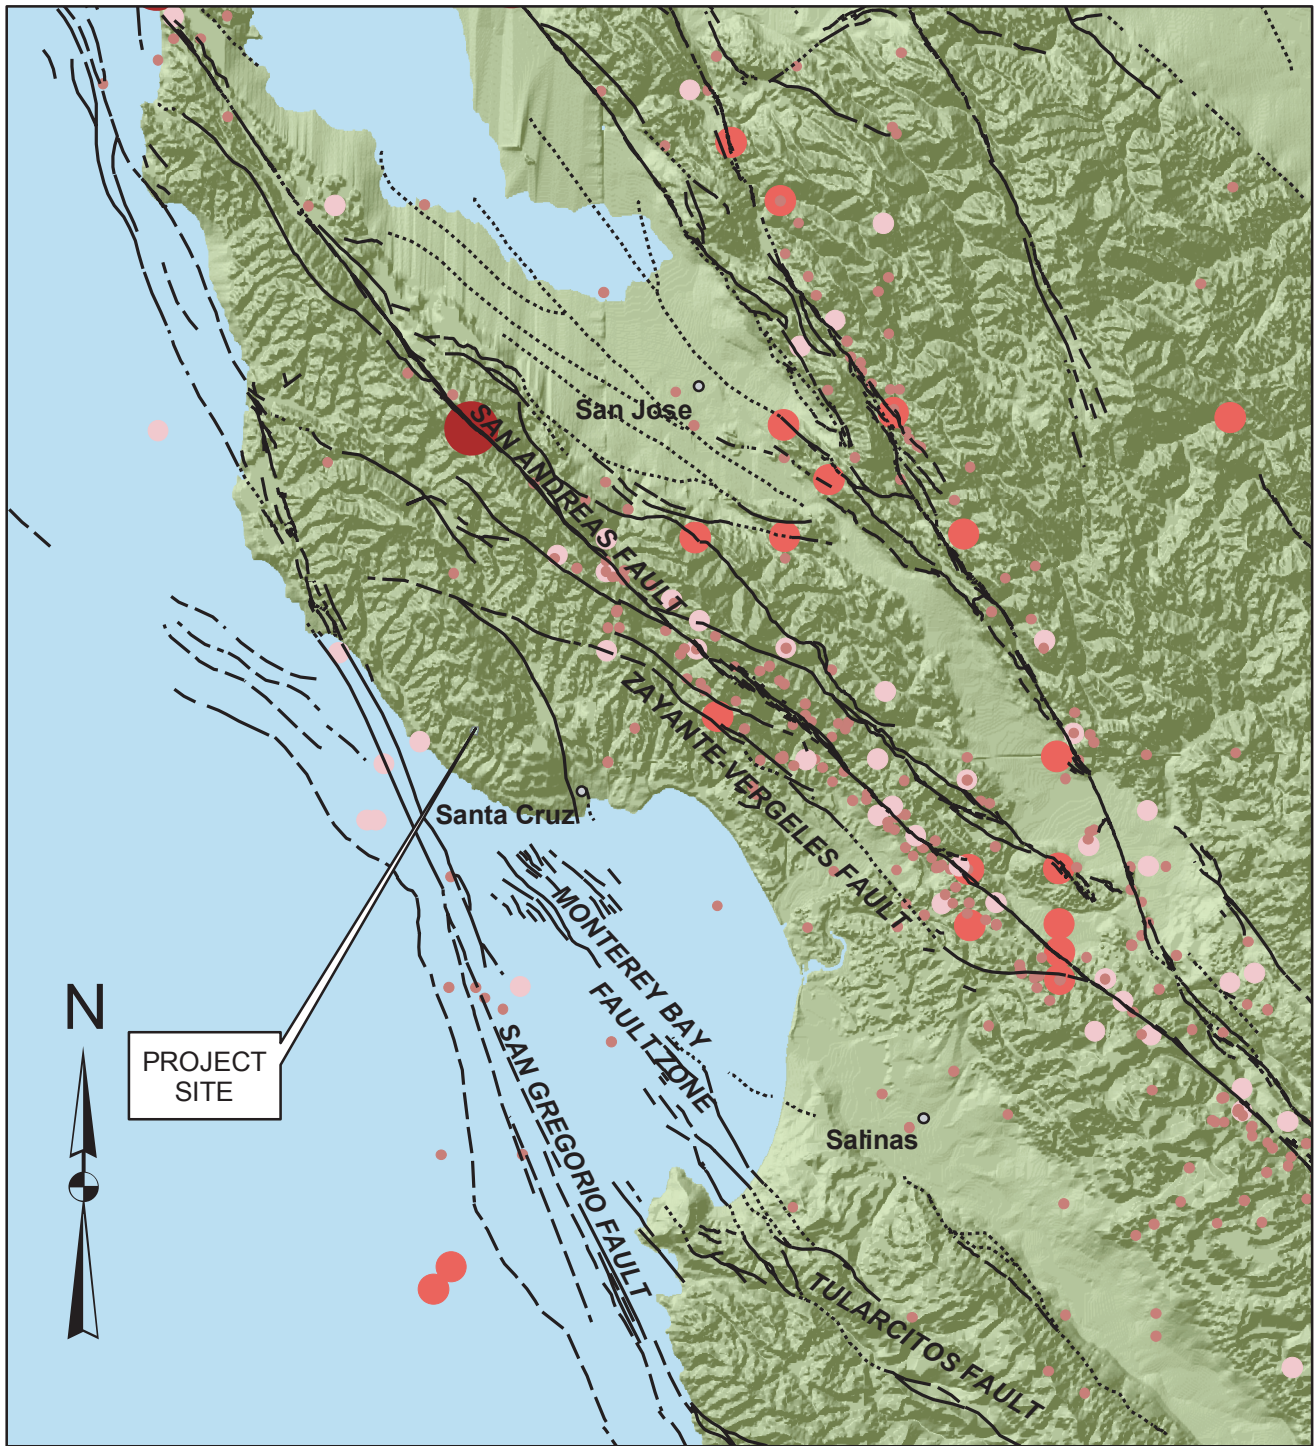 San Jose
SAN ANDREAS FAULT
ZAYANTE-VERGELES FAULT
Santa Cruz
MONTEREY BAY
FAULT ZONE
N
PROJECT
SITE
SAN GREGORIO FAULT
Salinas
TULARCITOS FAULT